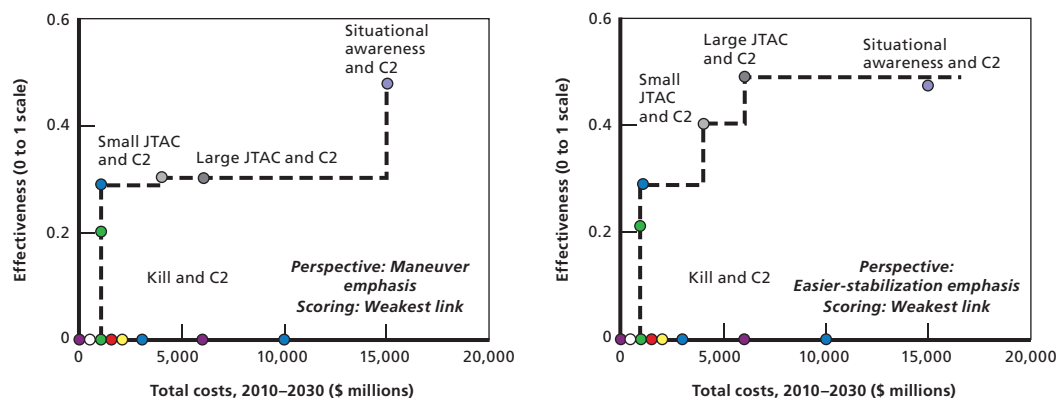 0.6
0.4
0.2
0
Effectiveness (0 to 1 scale)
Situational
awareness
and C2
Small JTAC
and C2
Large JTAC and C2
Kill and C2
Perspective: Maneuver
emphasis
Scoring: Weakest link
5,000
10,000
15,000
20,000
0
Total costs, 2010–2030 ($ millions)
0.6
0.4
0.2
0
Effectiveness (0 to 1 scale)
Large JTAC
and C2
Situational
awareness and C2
Small
JTAC
and C2
Kill and C2
Perspective:
Easier-stabilization emphasis
Scoring: Weakest link
0
5,000
10,000
15,000
20,000
Total costs, 2010–2030 ($ millions)